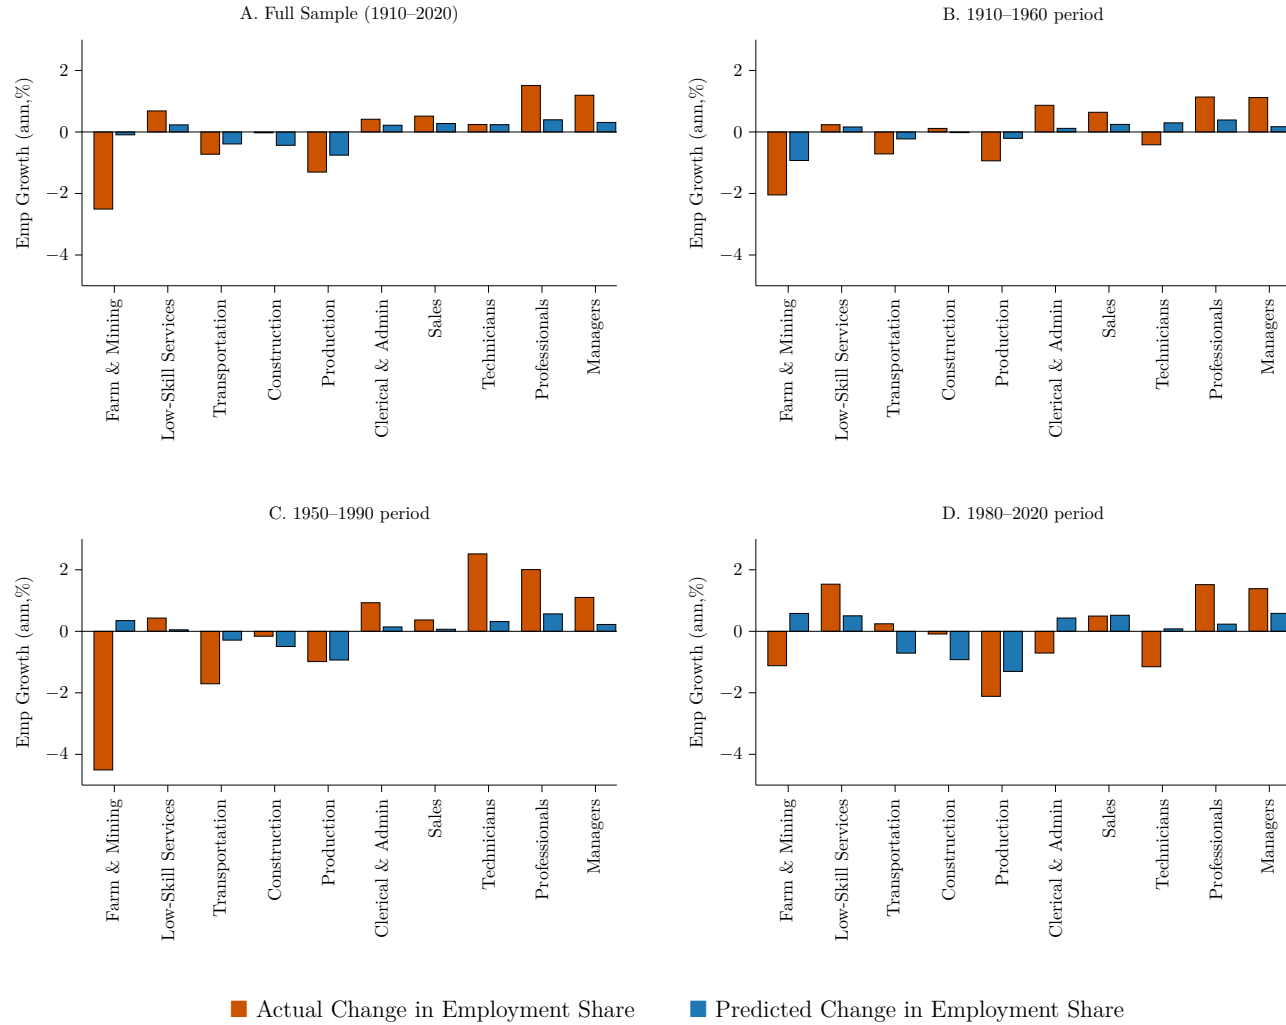 A. Full Sample (1910–2020)
Emp Growth (ann,%)
2
0
−2
−4
Farm & Mining
Low-Skill Services
Transportation
Construction
Production
Clerical & Admin
Sales
Technicians
Professionals
Managers
B. 1910–1960 period
Emp Growth (ann,%)
2
0
−2
−4
Farm & Mining
Low-Skill Services
Transportation
Construction
Production
Clerical & Admin
Sales
Technicians
Professionals
Managers
C. 1950–1990 period
Emp Growth (ann,%)
2
0
−2
−4
Farm & Mining
Low-Skill Services
Transportation
Construction
Production
Clerical & Admin
Sales
Technicians
Professionals
Managers
D. 1980–2020 period
Emp Growth (ann,%)
2
0
−2
−4
Farm & Mining
Low-Skill Services
Transportation
Construction
Production
Clerical & Admin
Sales
Technicians
Professionals
Managers
Actual Change in Employment Share
Predicted Change in Employment Share